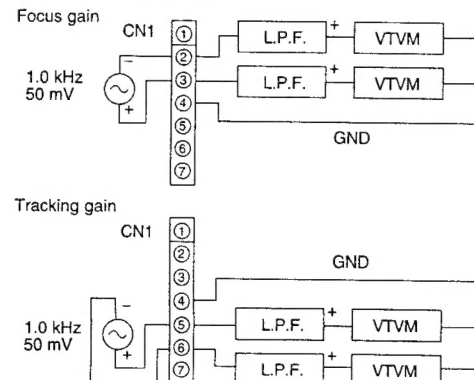 Focus gain
CN1
1
2
3
4
5
6
7
L.P.F.
+
VTVM
L.P.F.
+
VTVM
−
1.0 kHz
50 mV
+
GND
Tracking gain
CN1
1
2
3
4
5
6
7
GND
−
1.0 kHz
50 mV
+
L.P.F.
+
VTVM
L.P.F.
+
VTVM